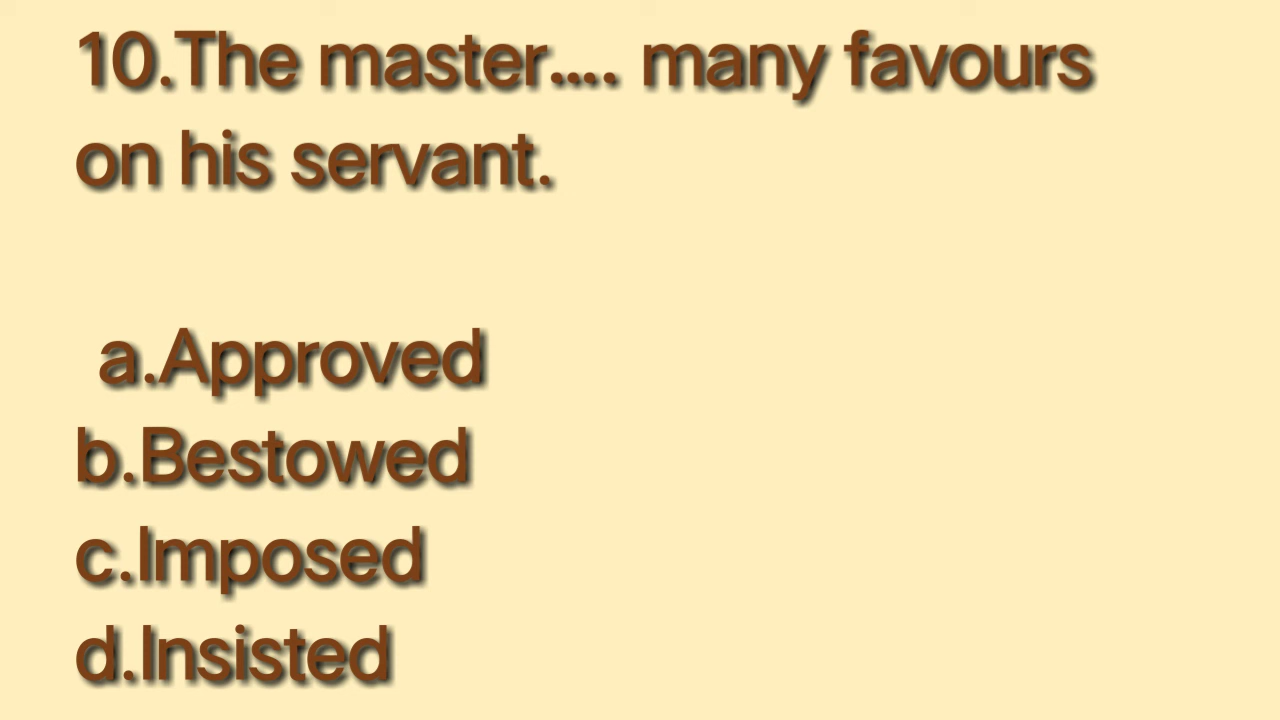 10.The master.... many favours
on his servant.
a.Approved
b.Bestowed
c.Imposed
d.Insisted